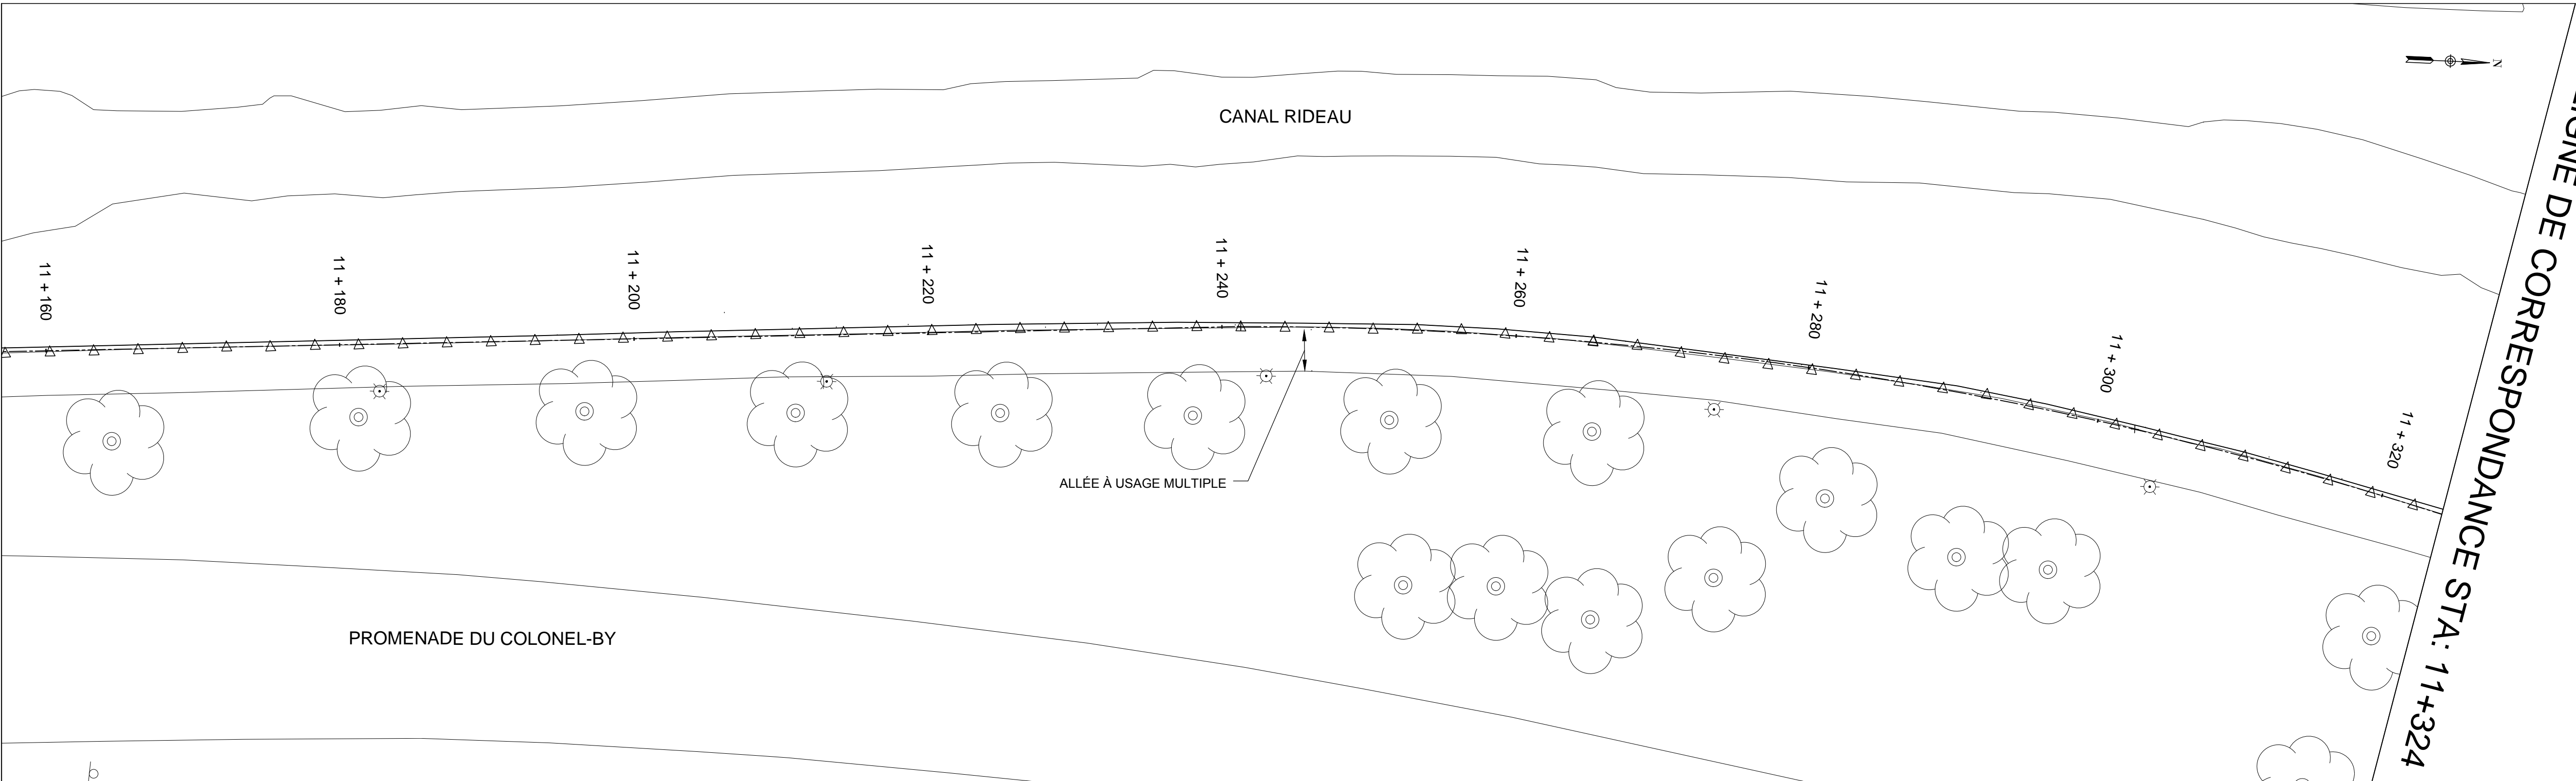 N
CANAL RIDEAU
11 + 160
11 + 180
11 + 200
11 + 220
11 + 240
11 + 260
11 + 280
11 + 300
11 + 320
ALLÉE À USAGE MULTIPLE
PROMENADE DU COLONEL-BY
LIGNE DE CORRESPONDANCE STA: 11+324